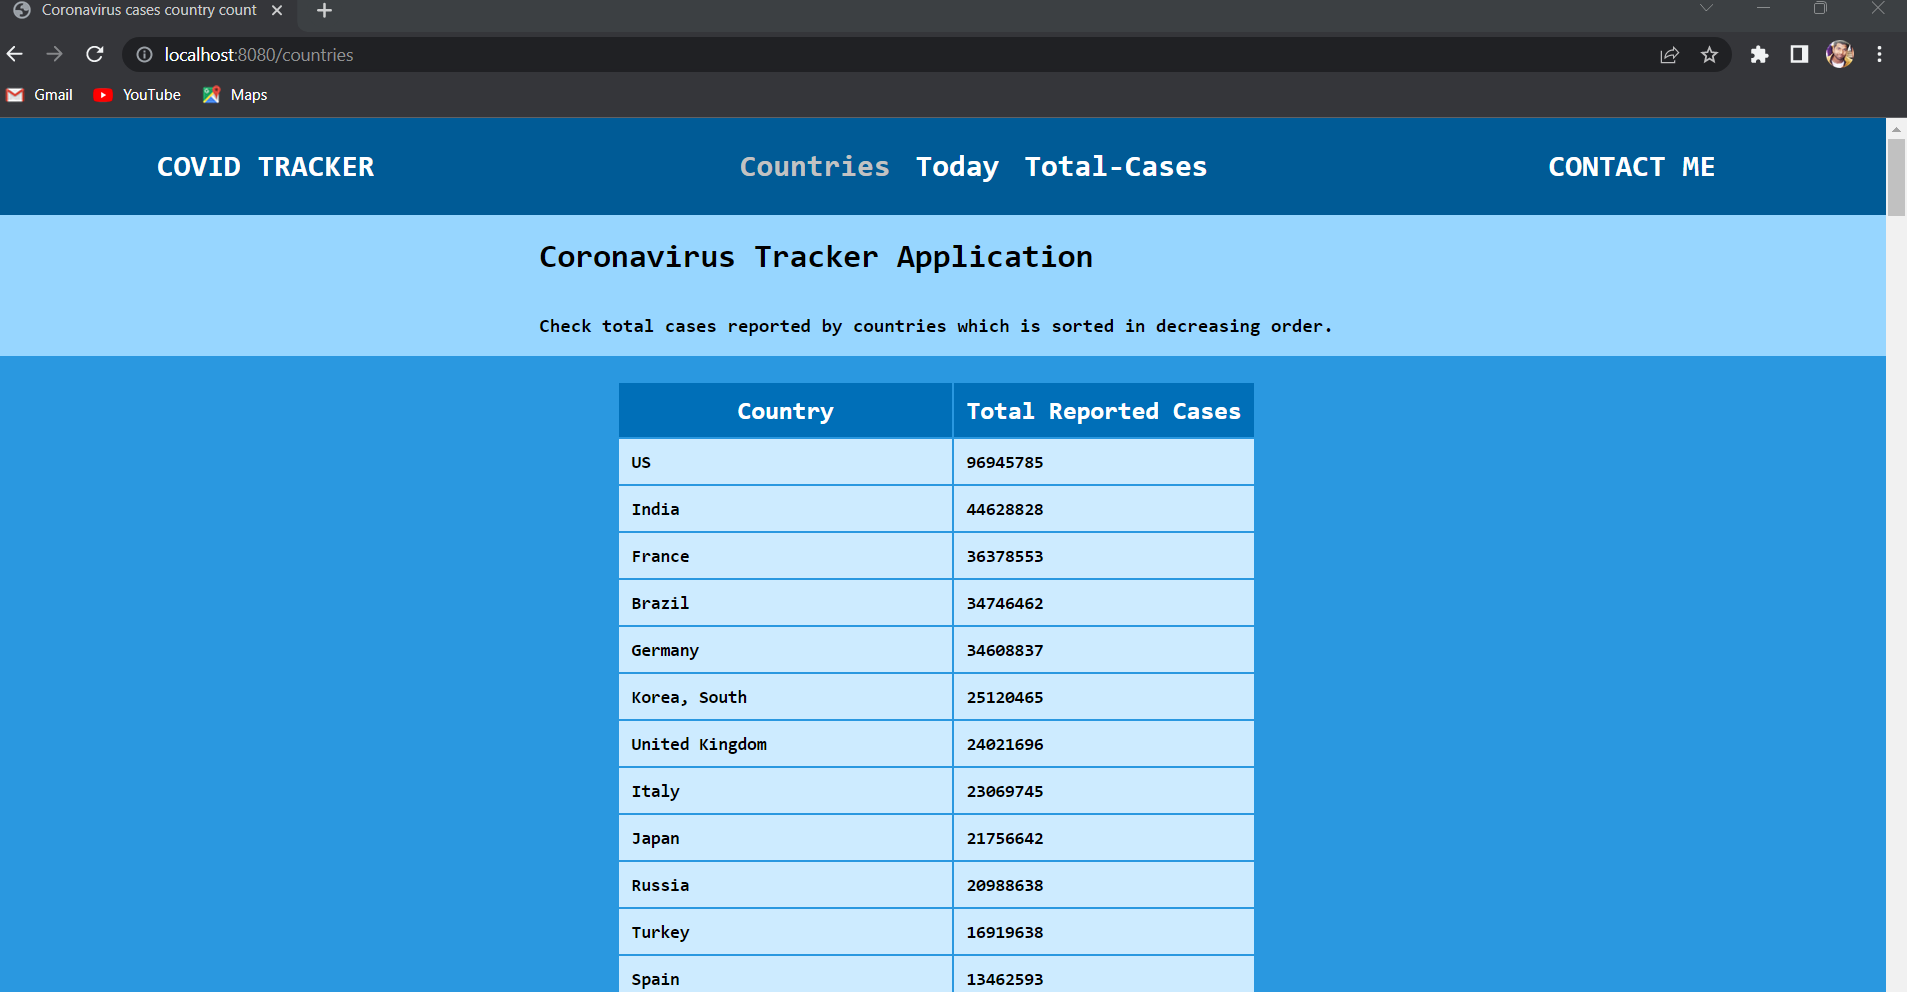 Coronavirus cases country count
localhost:8080/countries
Gmail YouTube Maps
COVID TRACKER Countries Today Total-Cases CONTACT ME
Coronavirus Tracker Application
Check total cases reported by countries which is sorted in decreasing order.
Country Total Reported Cases
US 96945785
India 44628828
France 36378553
Brazil 34746462
Germany 34608837
Korea, South 25120465
United Kingdom 24021696
Italy 23069745
Japan 21756642
Russia 20988638
Turkey 16919638
Spain 13462593